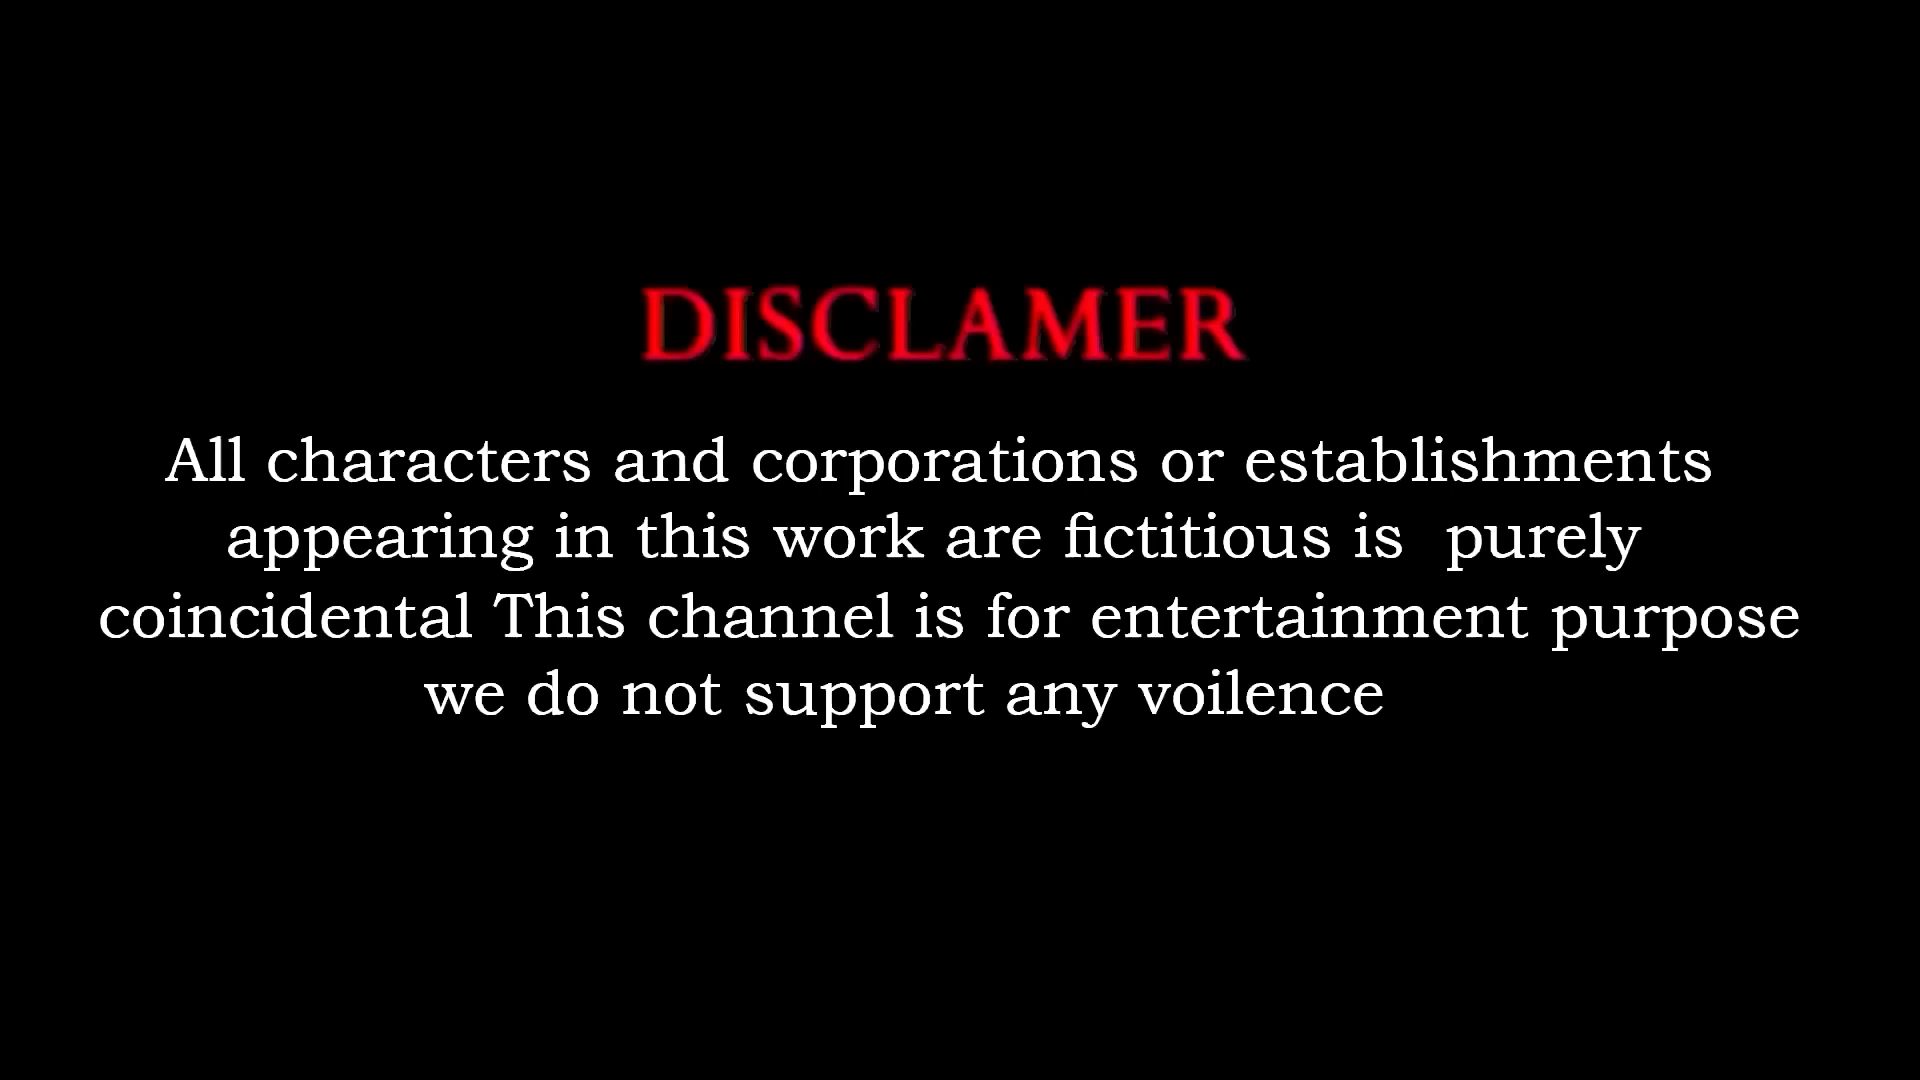 DISCLAMER
All characters and corporations or establishments
appearing in this work are fictitious is  purely
coincidental This channel is for entertainment purpose
we do not support any voilence